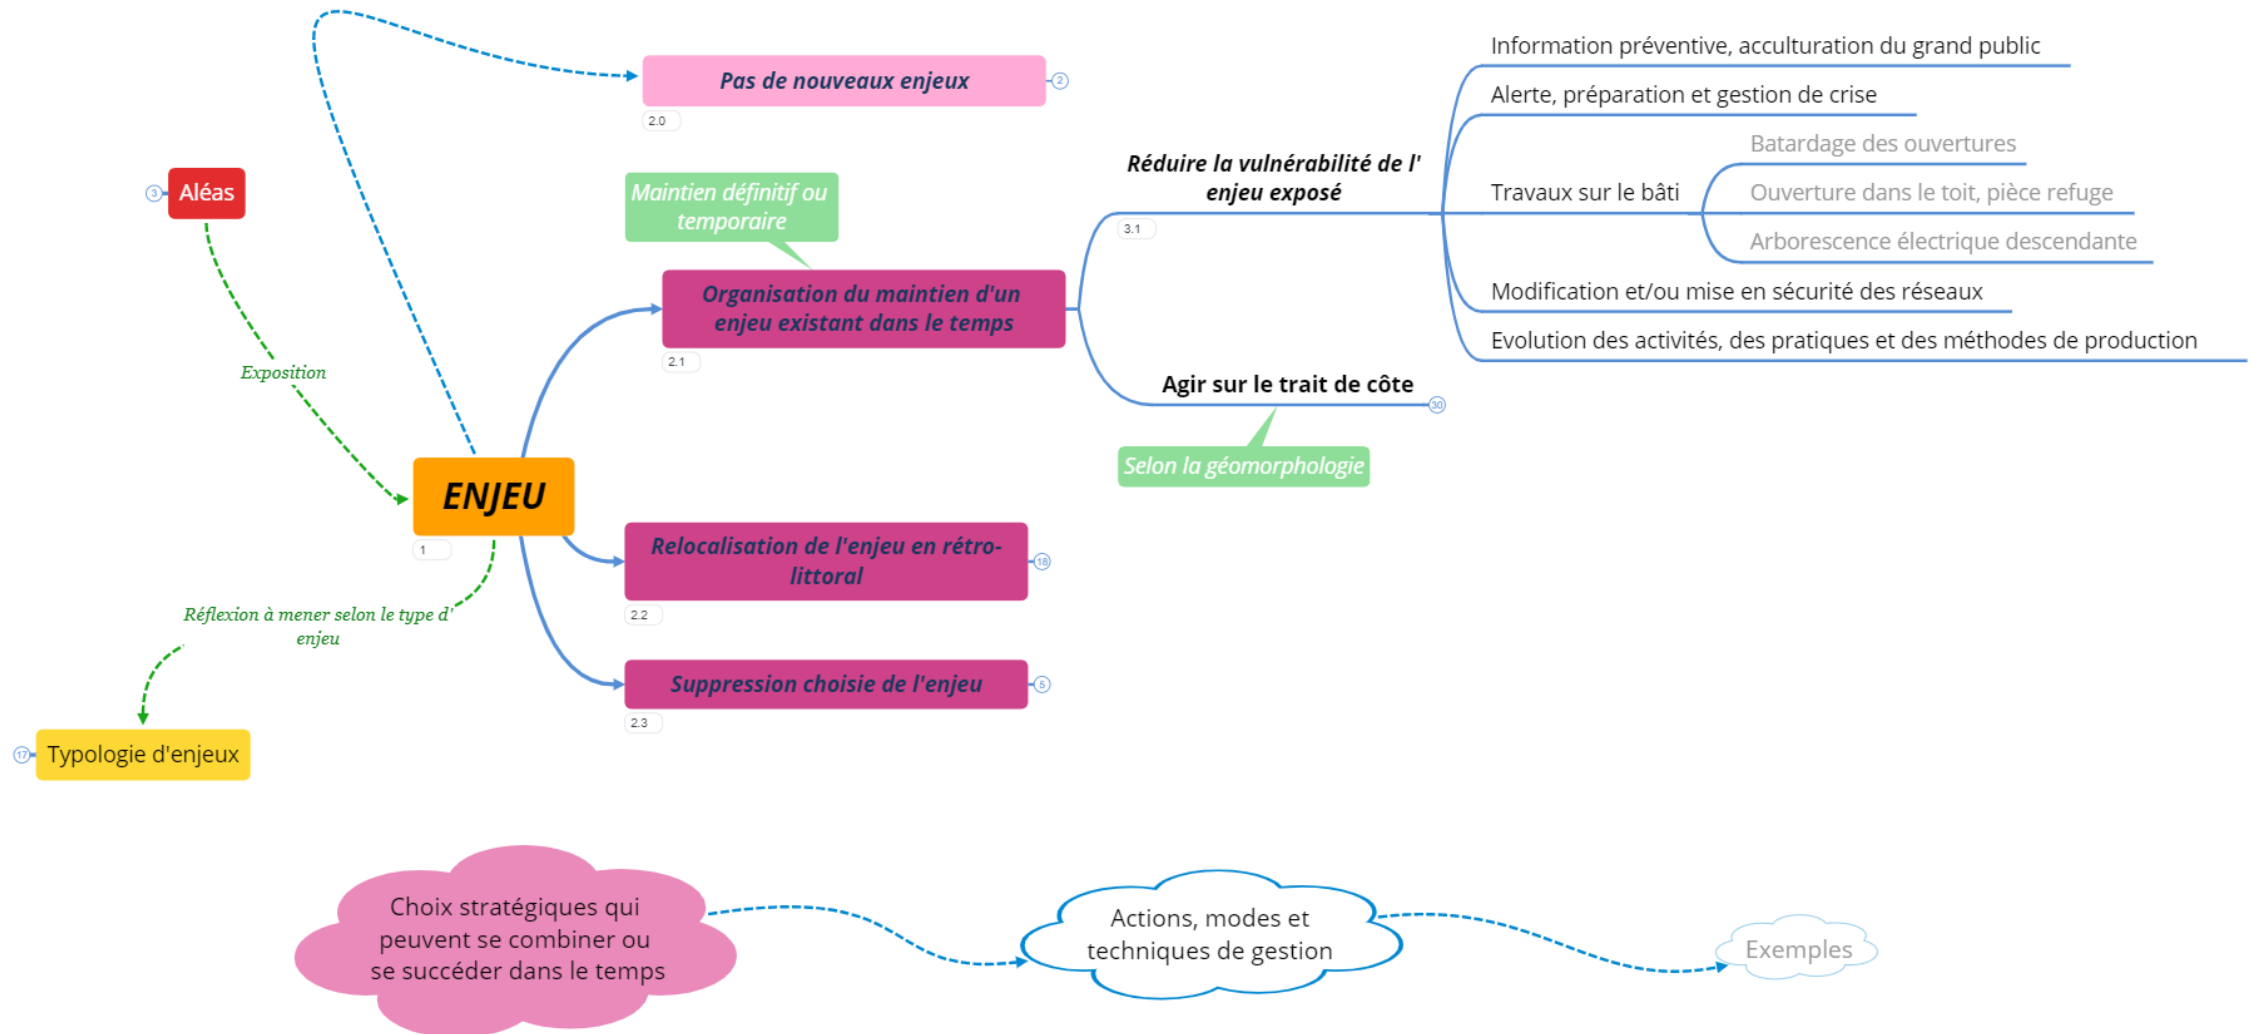 Pas de nouveaux enjeux
2
2.0
Aléas
3
Exposition
ENJEU
1
Réflexion à mener selon le type d'
enjeu
Typologie d'enjeux
17
Maintien définitif ou
temporaire
Organisation du maintien d'un
enjeu existant dans le temps
2.1
Réduire la vulnérabilité de l'
enjeu exposé
3.1
Information préventive, acculturation du grand public
Alerte, préparation et gestion de crise
Travaux sur le bâti
Batardage des ouvertures
Ouverture dans le toit, pièce refuge
Arborescence électrique descendante
Modification et/ou mise en sécurité des réseaux
Evolution des activités, des pratiques et des méthodes de production
Agir sur le trait de côte
30
Selon la géomorphologie
Relocalisation de l'enjeu en rétro-
littoral
18
2.2
Suppression choisie de l'enjeu
5
2.3
Choix stratégiques qui
peuvent se combiner ou
se succéder dans le temps
Actions, modes et
techniques de gestion
Exemples